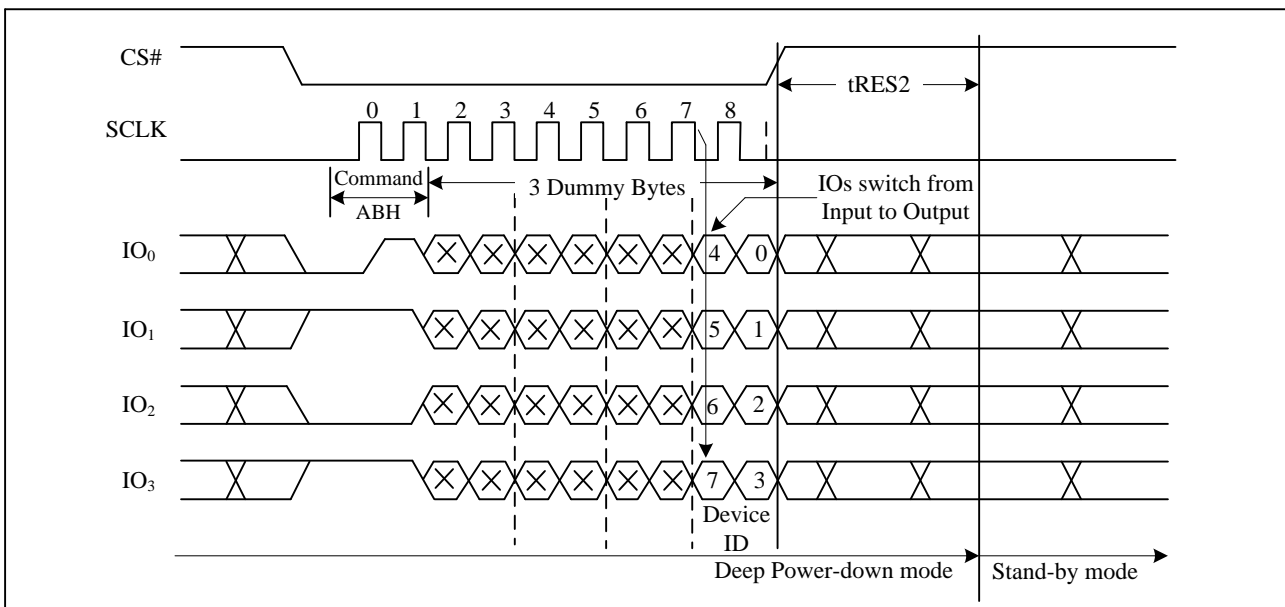 CS#
tRES2
0 1 2 3 4 5 6 7 8
SCLK
Command
ABH
3 Dummy Bytes
IOs switch from
Input to Output
IO0
4 0
IO1
5 1
IO2
6 2
IO3
7 3
Device
ID
Deep Power-down mode
Stand-by mode